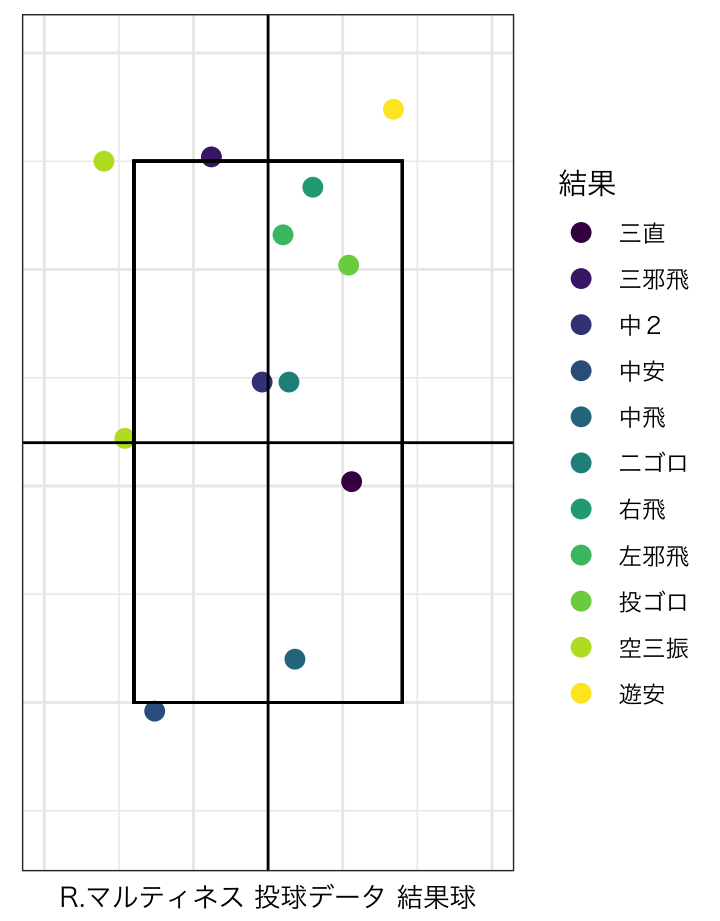 結果
三直
三邪飛
中２
中安
中飛
二ゴロ
右飛
左邪飛
投ゴロ
空三振
遊安
R.マルティネス 投球データ 結果球